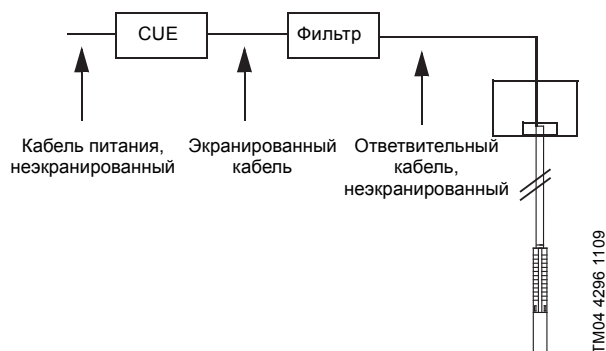 CUE
Фильтр
Кабель питания,
неэкранированный
Экранированный
кабель
Ответвительный
кабель,
неэкранированный
TM04 4296 1109